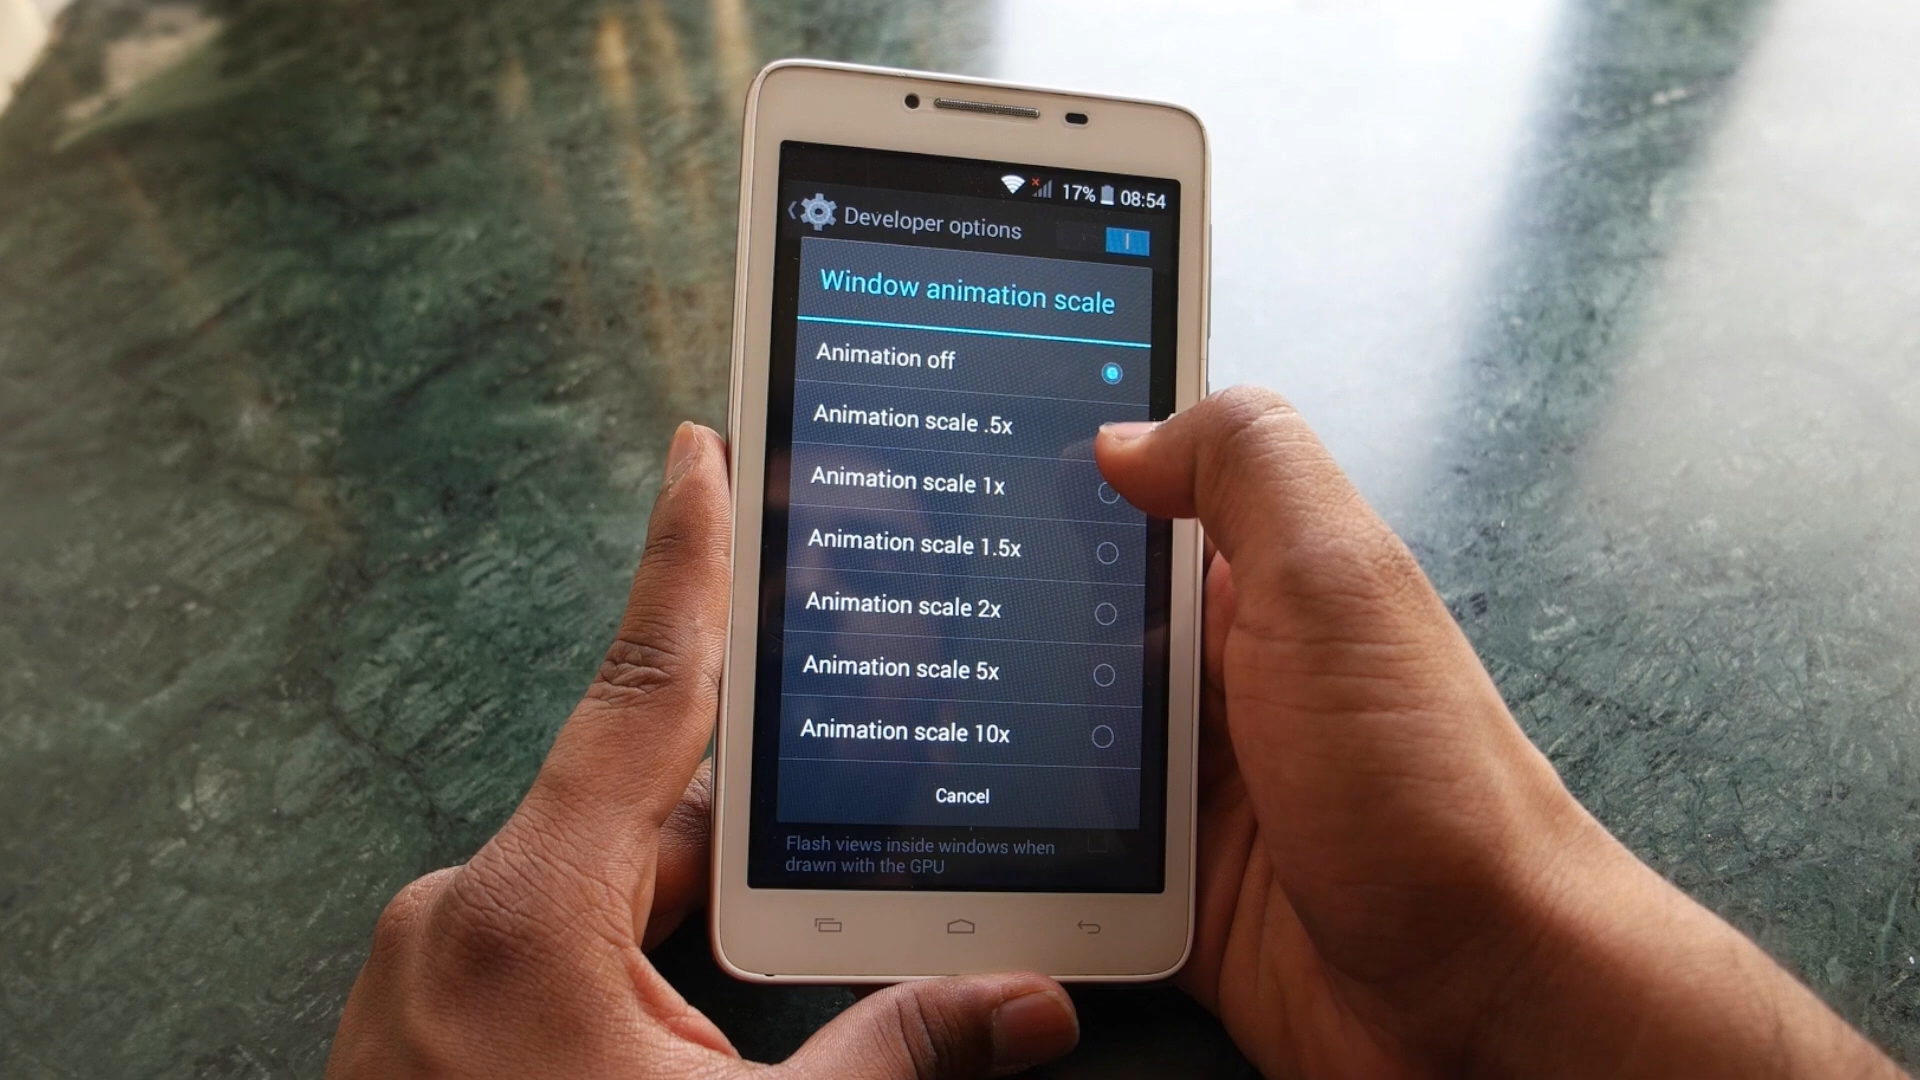 17% 08:54
Developer options
Window animation scale
Animation off
Animation scale .5x
Animation scale 1x
Animation scale 1.5x
Animation scale 2x
Animation scale 5x
Animation scale 10x
Cancel
Flash views inside windows when
drawn with the GPU